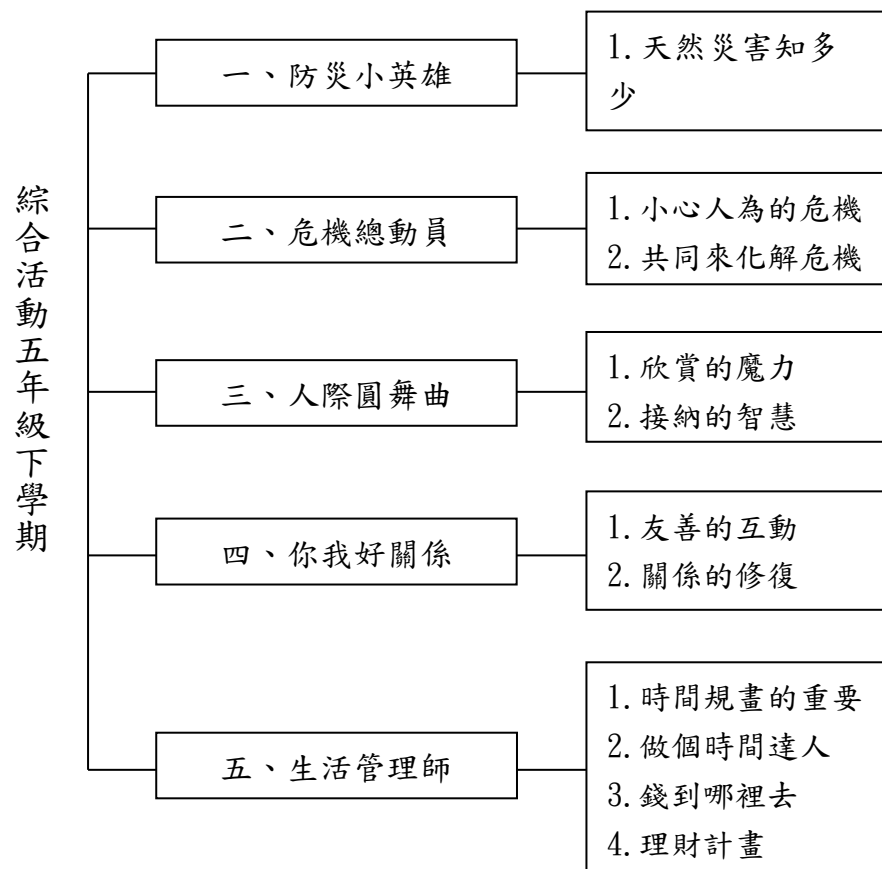 綜合活動五年級下學期
一、防災小英雄
1.天然災害知多
少
二、危機總動員
1.小心人為的危機
2.共同來化解危機
三、人際圓舞曲
1.欣賞的魔力
2.接納的智慧
四、你我好關係
1.友善的互動
2.關係的修復
五、生活管理師
1.時間規畫的重要
2.做個時間達人
3.錢到哪裡去
4.理財計畫